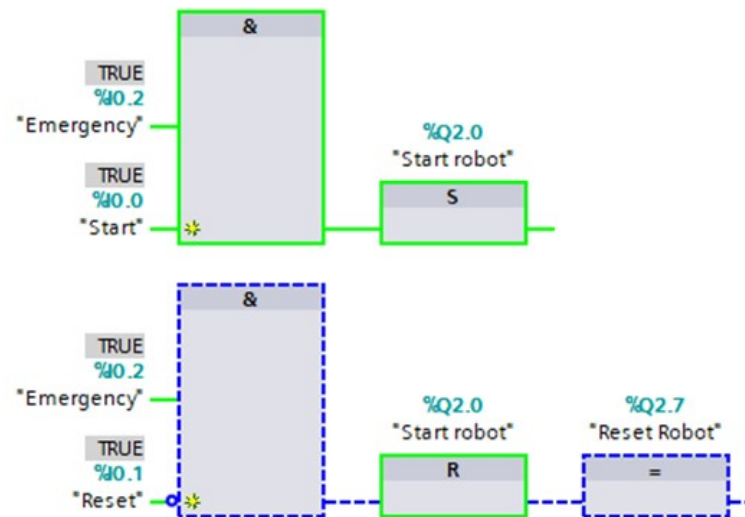 &
TRUE
%I0.2
"Emergency"
%Q2.0
"Start robot"
TRUE
%I0.0
"Start"
S
&
TRUE
%I0.2
"Emergency"
%Q2.0
%Q2.7
"Start robot"
"Reset Robot"
TRUE
%I0.1
"Reset"
R
=